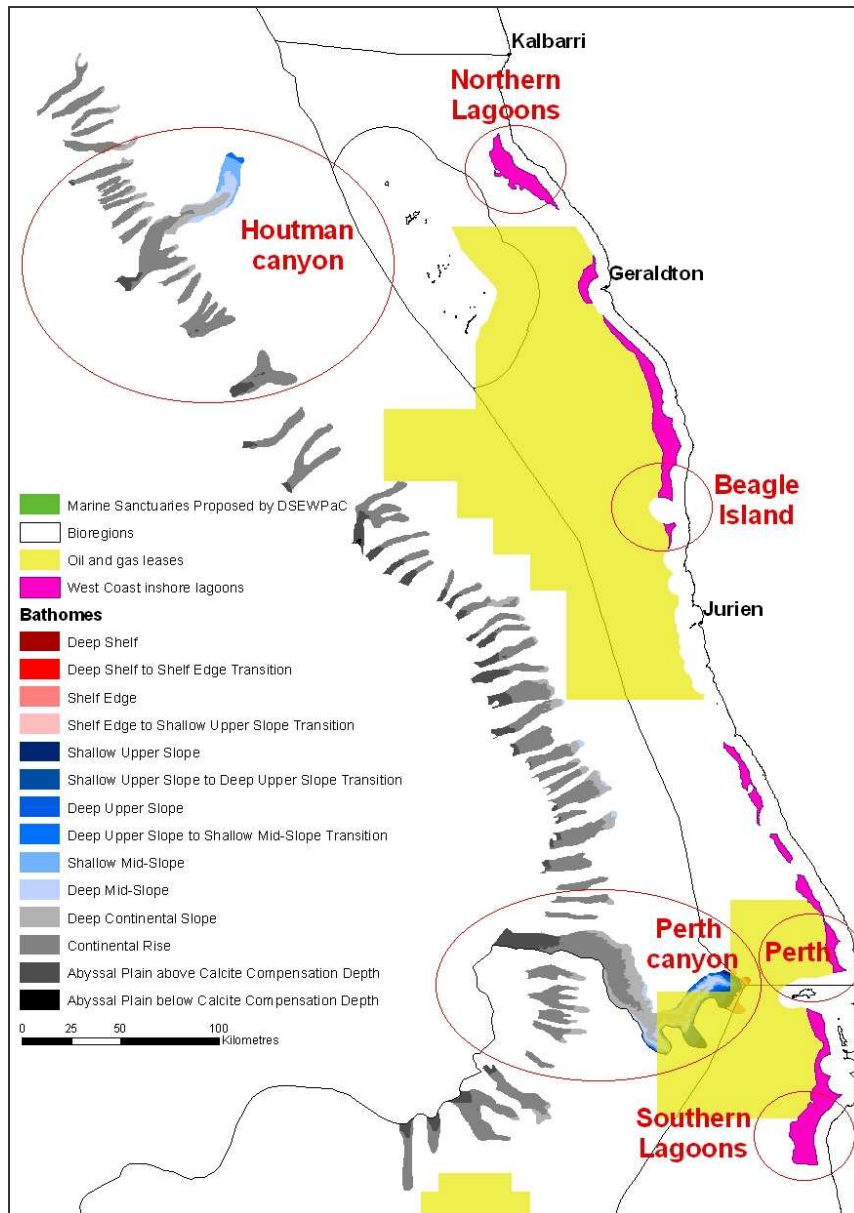 Kalbarri
Northern
Lagoons
Houtman
canyon
Geraldton
Beagle
Island
Marine Sanctuaries Proposed by DSEWPaC
Bioregions
Oil and gas leases
West Coast inshore lagoons
Jurien
Bathomes
Deep Shelf
Deep Shelf to Shelf Edge Transition
Shelf Edge
Shelf Edge to Shallow Upper Slope Transition
Shallow Upper Slope
Shallow Upper Slope to Deep Upper Slope Transition
Deep Upper Slope
Deep Upper Slope to Shallow Mid-Slope Transition
Shallow Mid-Slope
Deep Mid-Slope
Deep Continental Slope
Continental Rise
Abyssal Plain above Calcite Compensation Depth
Abyssal Plain below Calcite Compensation Depth
0 25 50 100
Kilometres
Perth
canyon
Perth
Southern
Lagoons